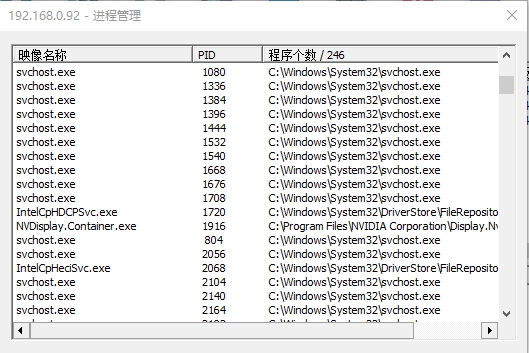 192.168.0.92 - 进程管理
映像名称 PID 程序个数 / 246
svchost.exe 1080 C:\Windows\System32\svchost.exe
svchost.exe 1336 C:\Windows\System32\svchost.exe
svchost.exe 1384 C:\Windows\System32\svchost.exe
svchost.exe 1396 C:\Windows\System32\svchost.exe
svchost.exe 1444 C:\Windows\System32\svchost.exe
svchost.exe 1532 C:\Windows\System32\svchost.exe
svchost.exe 1540 C:\Windows\System32\svchost.exe
svchost.exe 1668 C:\Windows\System32\svchost.exe
svchost.exe 1676 C:\Windows\System32\svchost.exe
svchost.exe 1708 C:\Windows\System32\svchost.exe
IntelCpHDCPSvc.exe 1720 C:\Windows\System32\DriverStore\FileReposito
NVDisplay.Container.exe 1916 C:\Program Files\NVIDIA Corporation\Display.Nv
svchost.exe 804 C:\Windows\System32\svchost.exe
svchost.exe 2056 C:\Windows\System32\svchost.exe
IntelCpHeciSvc.exe 2068 C:\Windows\System32\DriverStore\FileReposito
svchost.exe 2104 C:\Windows\System32\svchost.exe
svchost.exe 2140 C:\Windows\System32\svchost.exe
svchost.exe 2164 C:\Windows\System32\svchost.exe